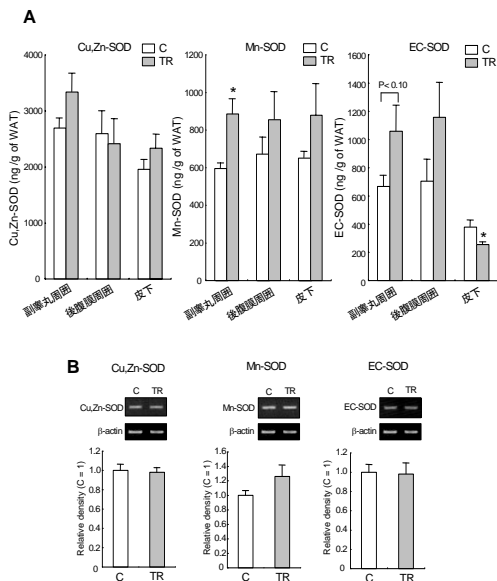 A
Cu,Zn-SOD
Cu,Zn-SOD (ng /g of WAT)
4000
3000
2000
1000
0
C
TR
副睾丸周囲
後腹膜周囲
皮下
Mn-SOD
Mn-SOD (ng /g of WAT)
1200
1000
800
600
400
200
0
*
C
TR
副睾丸周囲
後腹膜周囲
皮下
EC-SOD
EC-SOD (ng /g of WAT)
1600
1400
1200
1000
800
600
400
200
0
P< 0.10
C
TR
*
副睾丸周囲
後腹膜周囲
皮下
B
Cu,Zn-SOD
C TR
Cu,Zn-SOD
β-actin
Relative density (C = 1)
1.2
1.0
0.8
0.6
0.4
0.2
0
C TR
Mn-SOD
C TR
Mn-SOD
β-actin
Relative density (C = 1)
1.6
1.4
1.2
1.0
0.8
0.6
0.4
0.2
0
C TR
EC-SOD
C TR
EC-SOD
β-actin
Relative density (C = 1)
1.2
1.0
0.8
0.6
0.4
0.2
0
C TR